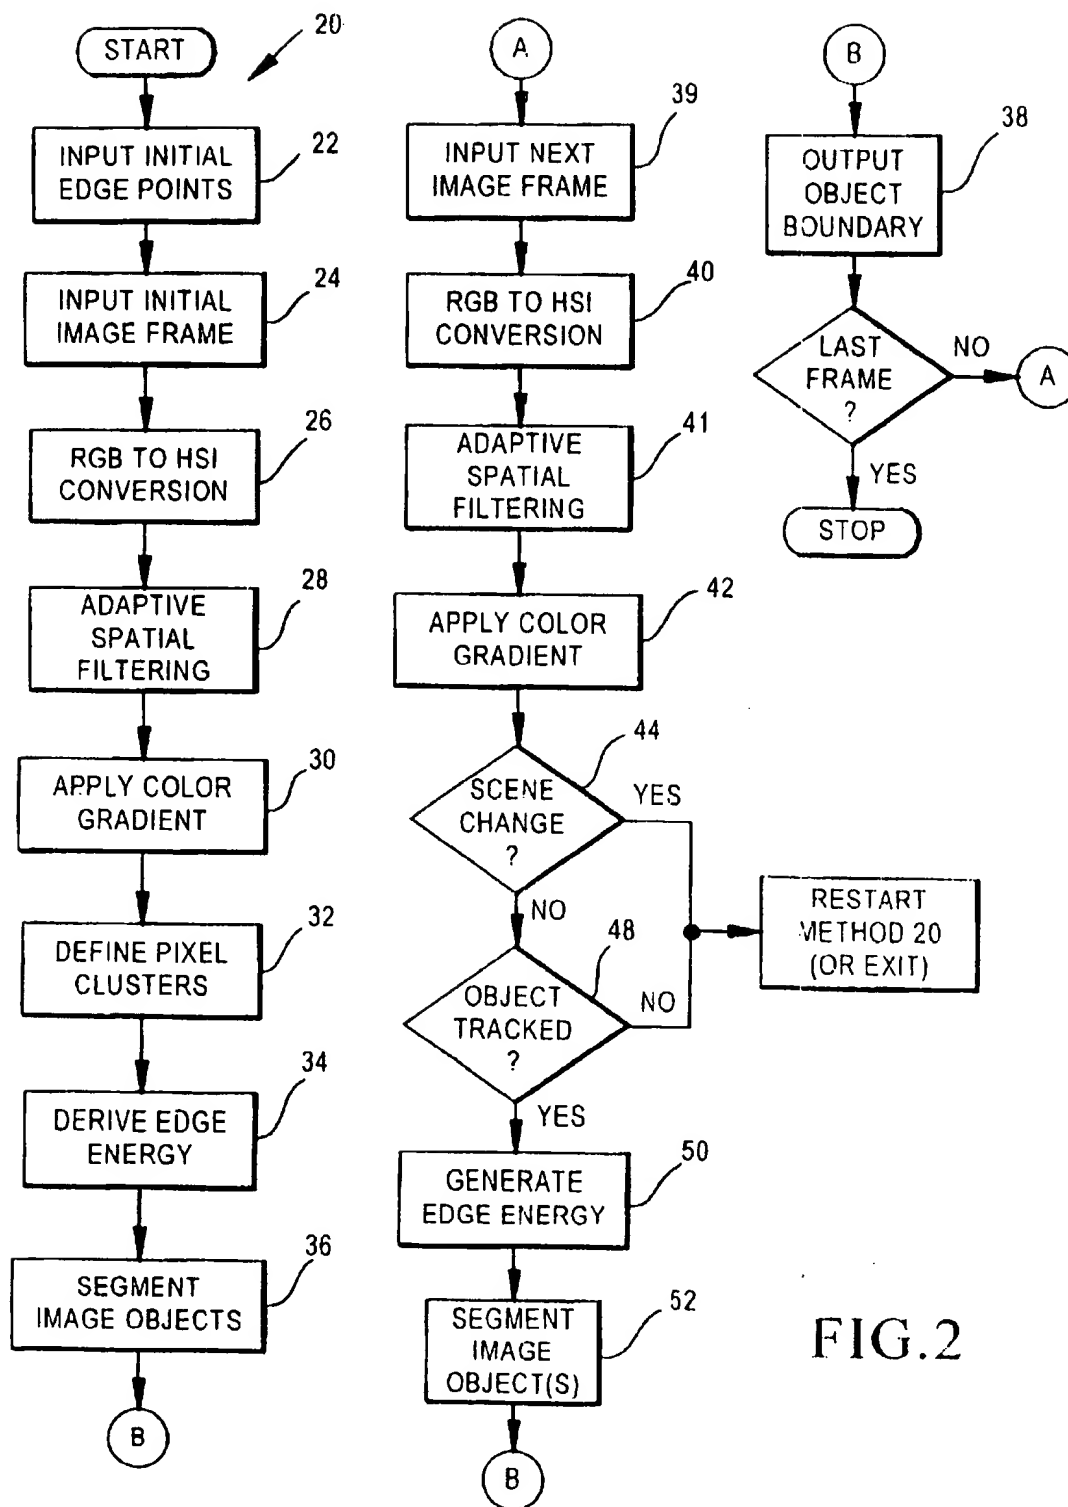 START
20
INPUT INITIAL
EDGE POINTS
22
INPUT INITIAL
IMAGE FRAME
24
RGB TO HSI
CONVERSION
26
ADAPTIVE
SPATIAL
FILTERING
28
APPLY COLOR
GRADIENT
30
DEFINE PIXEL
CLUSTERS
32
DERIVE EDGE
ENERGY
34
SEGMENT
IMAGE OBJECTS
36
B
A
INPUT NEXT
IMAGE FRAME
39
RGB TO HSI
CONVERSION
40
ADAPTIVE
SPATIAL
FILTERING
41
APPLY COLOR
GRADIENT
42
SCENE
CHANGE
?
44
YES
NO
OBJECT
TRACKED
?
48
NO
YES
RESTART
METHOD 20
(OR EXIT)
GENERATE
EDGE ENERGY
50
SEGMENT
IMAGE
OBJECT(S)
52
B
B
OUTPUT
OBJECT
BOUNDARY
38
LAST
FRAME
?
NO
A
YES
STOP
FIG.2